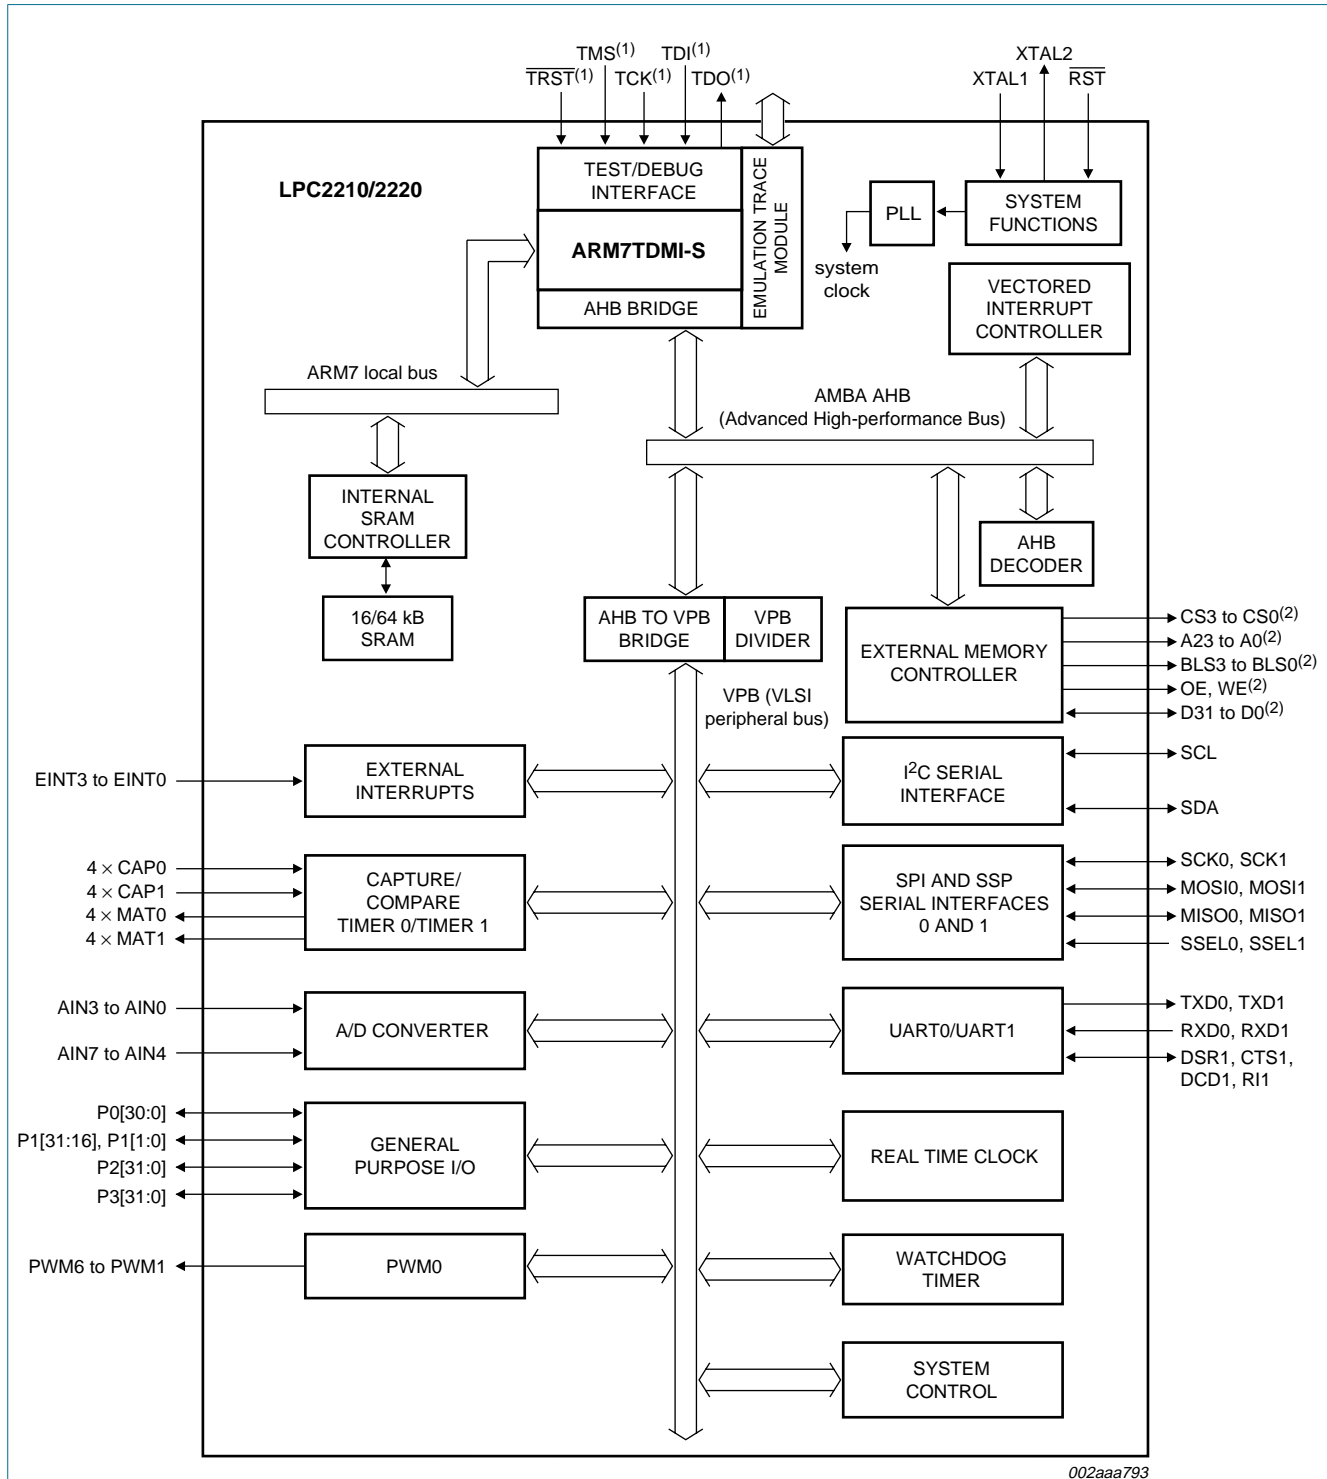 TMS(1)
TDI(1)
XTAL2
TRST(1)
TCK(1)
TDO(1)
XTAL1
RST
LPC2210/2220
TEST/DEBUG
INTERFACE
EMULATION TRACE
MODULE
PLL
SYSTEM
FUNCTIONS
ARM7TDMI-S
system
clock
AHB BRIDGE
VECTORED
INTERRUPT
CONTROLLER
ARM7 local bus
AMBA AHB
(Advanced High-performance Bus)
INTERNAL
SRAM
CONTROLLER
AHB
DECODER
16/64 kB
SRAM
AHB TO VPB
BRIDGE
VPB
DIVIDER
EXTERNAL MEMORY
CONTROLLER
CS3 to CS0(2)
A23 to A0(2)
BLS3 to BLS0(2)
OE, WE(2)
D31 to D0(2)
VPB (VLSI
peripheral bus)
EINT3 to EINT0
EXTERNAL
INTERRUPTS
I2C SERIAL
INTERFACE
SCL
SDA
4 × CAP0
4 × CAP1
4 × MAT0
4 × MAT1
CAPTURE/
COMPARE
TIMER 0/TIMER 1
SPI AND SSP
SERIAL INTERFACES
0 AND 1
SCK0, SCK1
MOSI0, MOSI1
MISO0, MISO1
SSEL0, SSEL1
AIN3 to AIN0
AIN7 to AIN4
A/D CONVERTER
UART0/UART1
TXD0, TXD1
RXD0, RXD1
DSR1, CTS1,
DCD1, RI1
P0[30:0]
P1[31:16], P1[1:0]
P2[31:0]
P3[31:0]
GENERAL
PURPOSE I/O
REAL TIME CLOCK
PWM6 to PWM1
PWM0
WATCHDOG
TIMER
SYSTEM
CONTROL
002aaa793